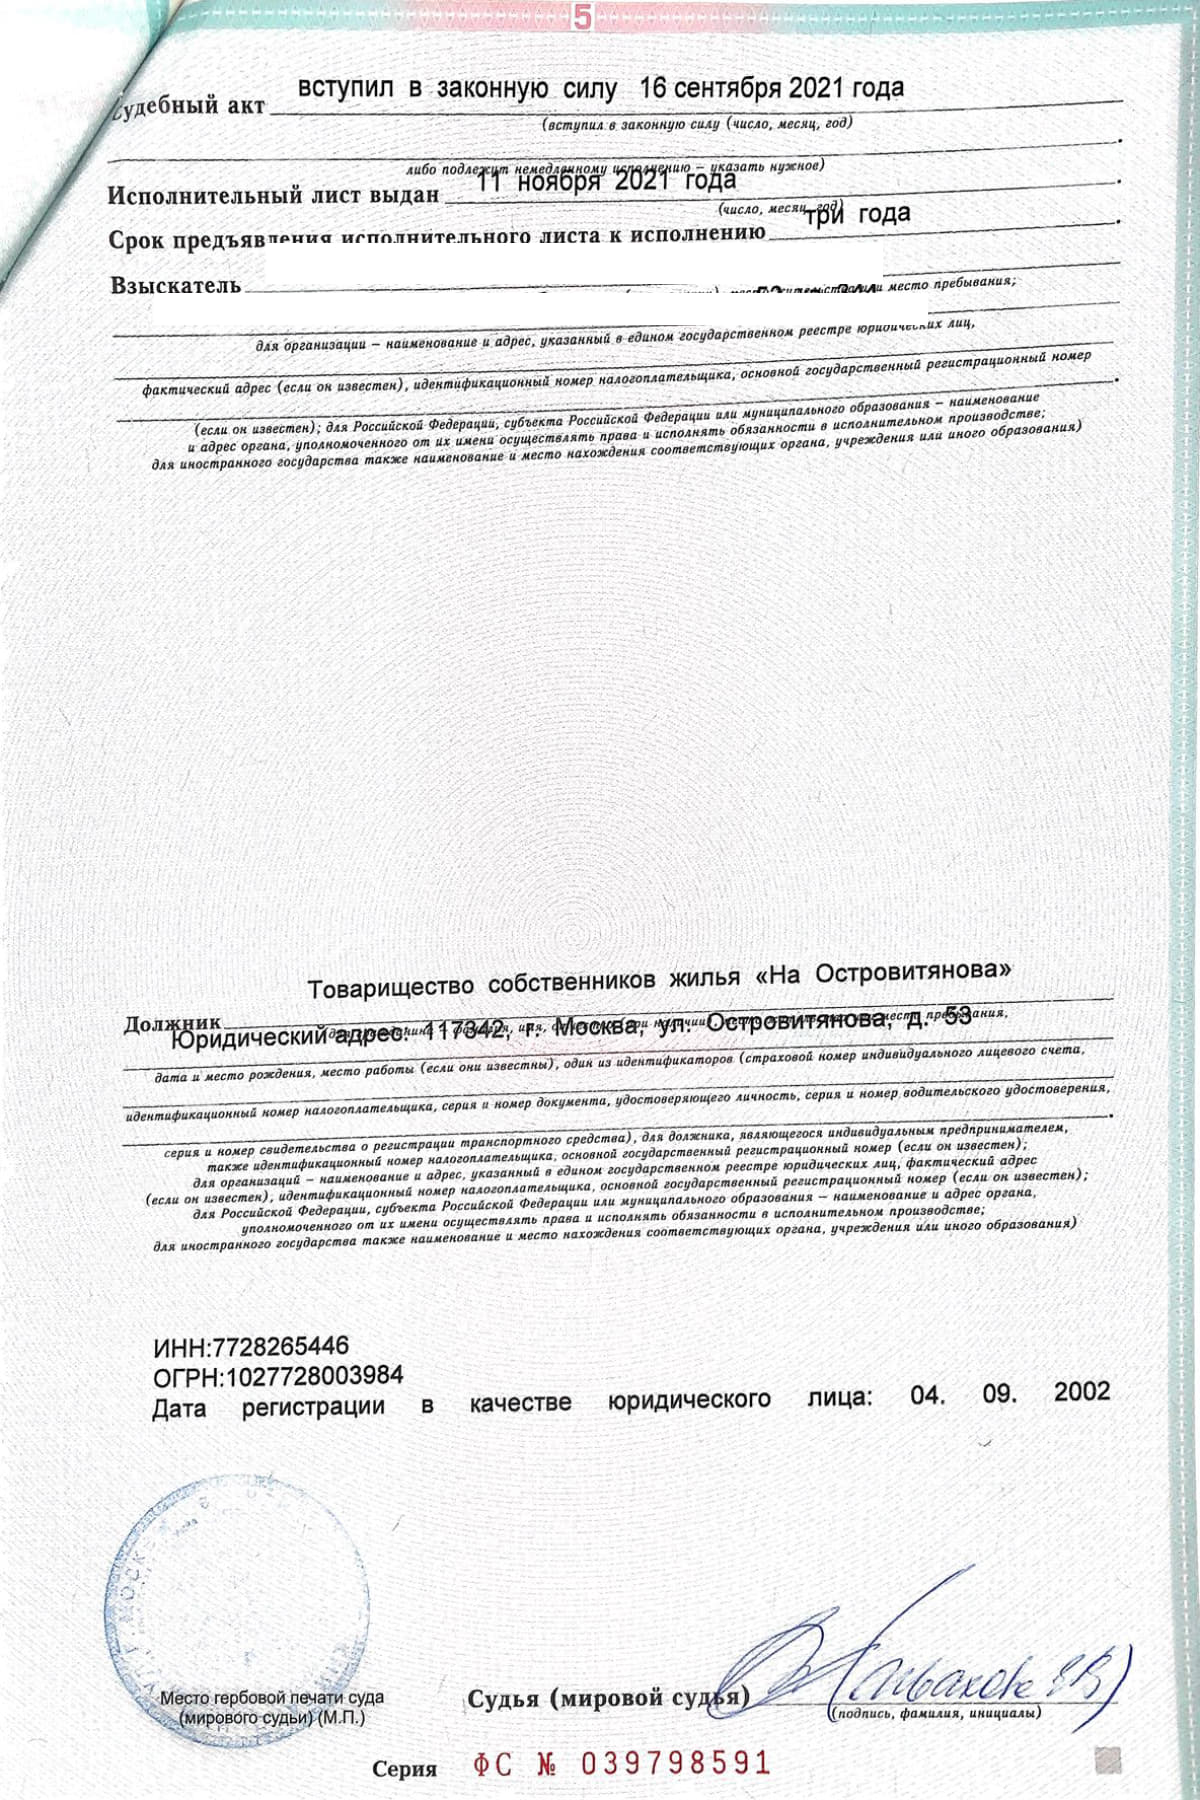 5
вступил в законную силу 16 сентября 2021 года
Судебный акт
(вступил в законную силу (число, месяц, год)
либо подлежит немедленному исполнению – указать нужное)
Исполнительный лист выдан 11 ноября 2021 года
(число, месяц, год)
Срок предъявления исполнительного листа к исполнению три года
Взыскатель
место пребывания;
для организации – наименование и адрес, указанный в едином государственном реестре юридических лиц,
фактический адрес (если он известен), идентификационный номер налогоплательщика, основной государственный регистрационный номер
(если он известен); для Российской Федерации, субъекта Российской Федерации или муниципального образования – наименование
и адрес органа, уполномоченного от их имени осуществлять права и исполнять обязанности в исполнительном производстве;
для иностранного государства также наименование и место нахождения соответствующих органа, учреждения или иного образования)
Товарищество собственников жилья «На Островитянова»
Должник
Юридический адрес: 117342, г. Москва, ул. Островитянова, д. 53
дата и место рождения, место работы (если они известны), один из идентификаторов (страховой номер индивидуального лицевого счета,
идентификационный номер налогоплательщика, серия и номер документа, удостоверяющего личность, серия и номер водительского удостоверения,
серия и номер свидетельства о регистрации транспортного средства), для должника, являющегося индивидуальным предпринимателем,
также идентификационный номер налогоплательщика, основной государственный регистрационный номер (если он известен);
для организаций – наименование и адрес, указанный в едином государственном реестре юридических лиц, фактический адрес
(если он известен), идентификационный номер налогоплательщика, основной государственный регистрационный номер (если он известен);
для Российской Федерации, субъекта Российской Федерации или муниципального образования – наименование и адрес органа,
уполномоченного от их имени осуществлять права и исполнять обязанности в исполнительном производстве;
для иностранного государства также наименование и место нахождения соответствующих органа, учреждения или иного образования)
ИНН:7728265446
ОГРН:1027728003984
Дата регистрации в качестве юридического лица: 04. 09. 2002
Место гербовой печати суда
(мирового судьи) (М.П.)
Судья (мировой судья)
(подпись, фамилия, инициалы)
Серия ФС № 039798591